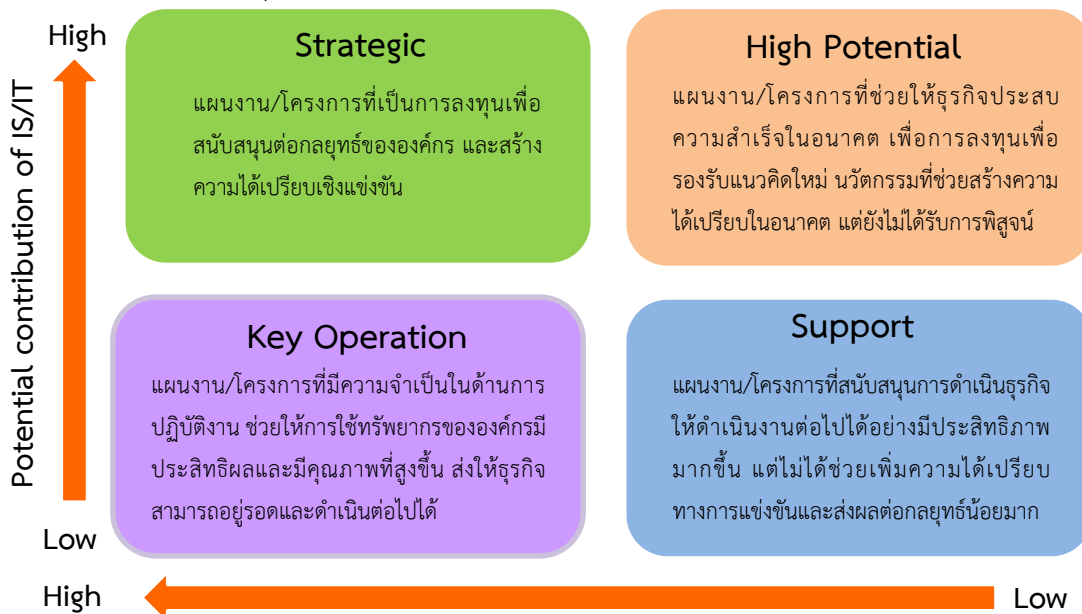 High
Potential contribution of IS/IT
Low
Strategic
แผนงาน/โครงการที่เป็นการลงทุนเพื่อ
สนับสนุนต่อกลยุทธ์ขององค์กร และสร้าง
ความได้เปรียบเชิงแข่งขัน
High Potential
แผนงาน/โครงการที่ช่วยให้ธุรกิจประสบ
ความสำเร็จในอนาคต เพื่อการลงทุนเพื่อ
รองรับแนวคิดใหม่ นวัตกรรมที่ช่วยสร้างความ
ได้เปรียบในอนาคต แต่ยังไม่ได้รับการพิสูจน์
Key Operation
แผนงาน/โครงการที่มีความจำเป็นในด้านการ
ปฏิบัติงาน ช่วยให้การใช้ทรัพยากรขององค์กรมี
ประสิทธิผลและมีคุณภาพที่สูงขึ้น ส่งให้ธุรกิจ
สามารถอยู่รอดและดำเนินต่อไปได้
Support
แผนงาน/โครงการที่สนับสนุนการดำเนินธุรกิจ
ให้ดำเนินงานต่อไปได้อย่างมีประสิทธิภาพ
มากขึ้น แต่ไม่ได้ช่วยเพิ่มความได้เปรียบ
ทางการแข่งขันและส่งผลต่อกลยุทธ์น้อยมาก
High
Low